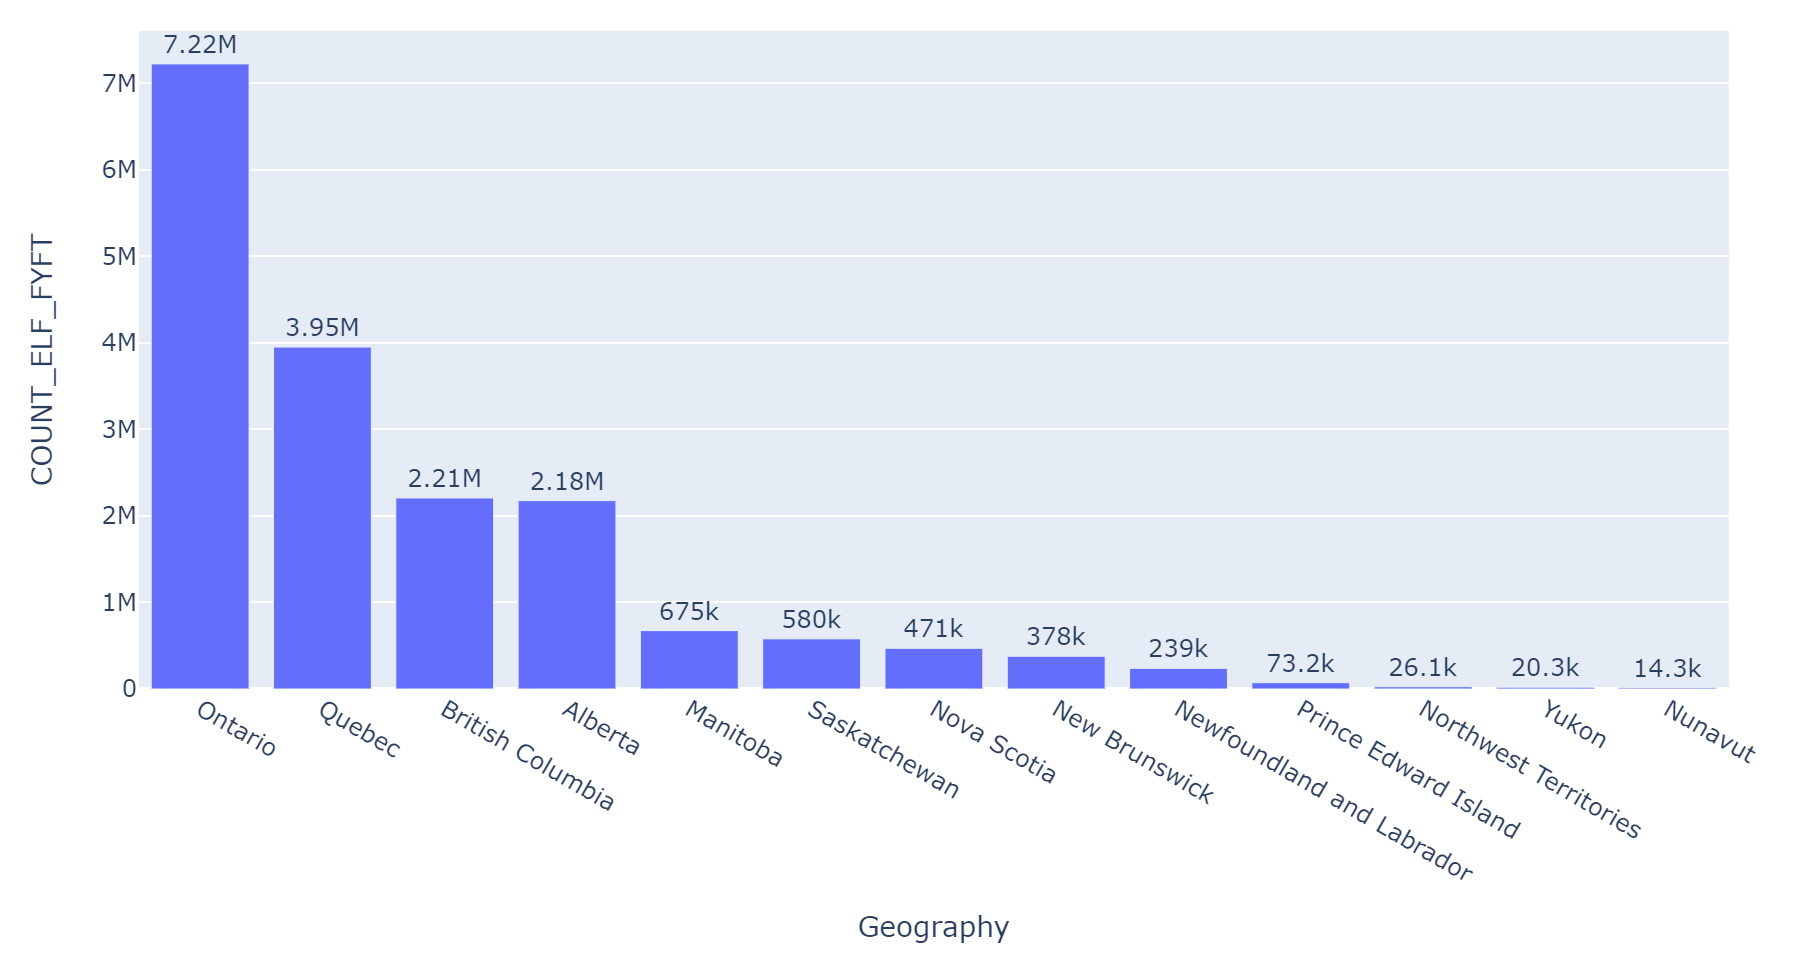 7.22M
7M
6M
5M
4M
3M
2M
1M
0
COUNT_ELF_FYFT
3.95M
2.21M
2.18M
675k
580k
471k
378k
239k
73.2k
26.1k
20.3k
14.3k
Ontario
Quebec
British Columbia
Alberta
Manitoba
Saskatchewan
Nova Scotia
New Brunswick
Newfoundland and Labrador
Prince Edward Island
Northwest Territories
Yukon
Nunavut
Geography